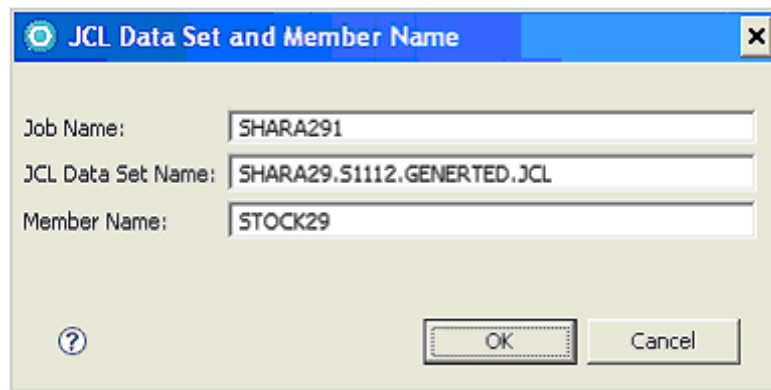 JCL Data Set and Member Name
Job Name: SHARA291
JCL Data Set Name: SHARA29.S1112.GENERTED.JCL
Member Name: STOCK29
? OK Cancel